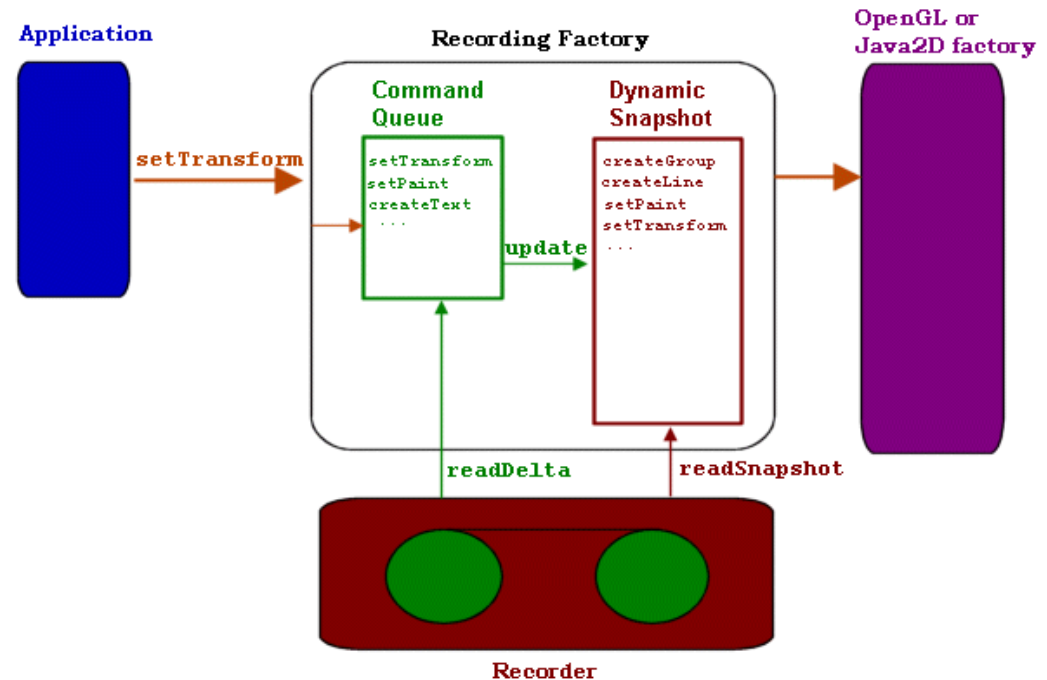 Application
Recording Factory
OpenGL or
Java2D factory
setTransform
Command
Queue
setTransform
setPaint
createText
...
update
Dynamic
Snapshot
createGroup
createLine
setPaint
setTransform
...
readDelta
readSnapshot
Recorder